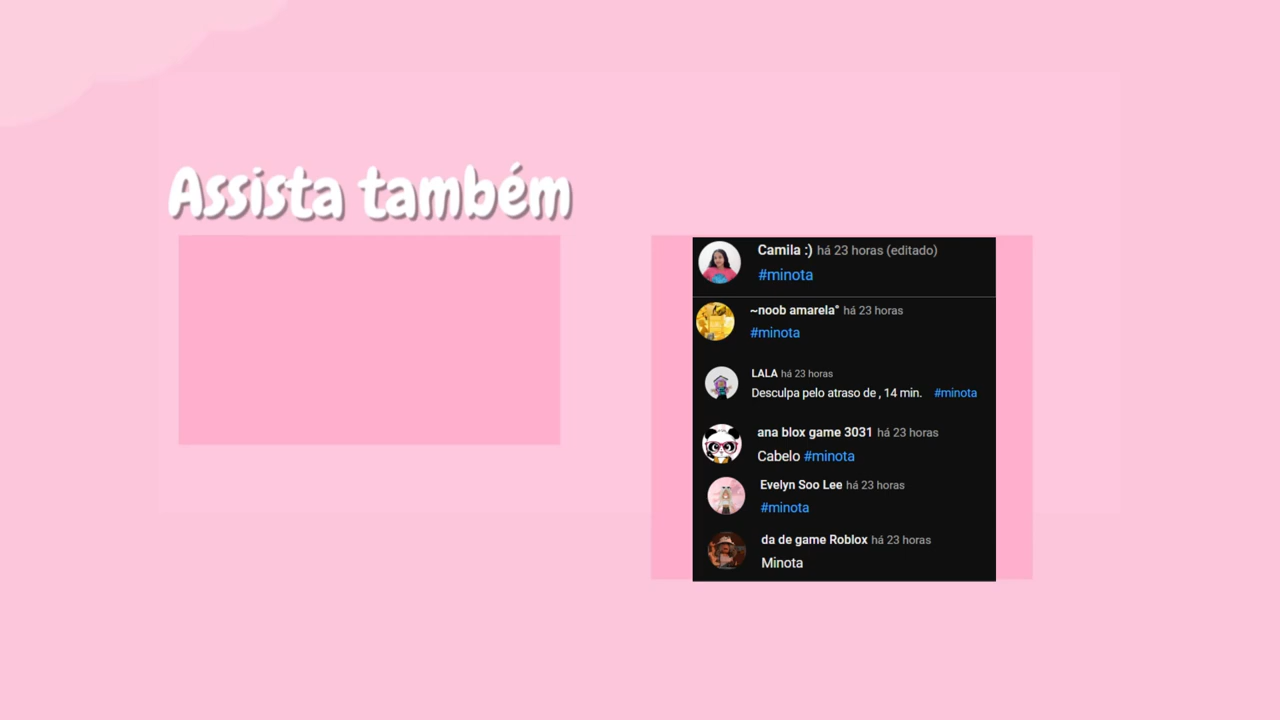 Assista também
Camila :) há 23 horas (editado)
#minota
~noob amarela° há 23 horas
#minota
LALA há 23 horas
Desculpa pelo atraso de , 14 min. #minota
ana blox game 3031 há 23 horas
Cabelo #minota
Evelyn Soo Lee há 23 horas
#minota
da de game Roblox há 23 horas
Minota